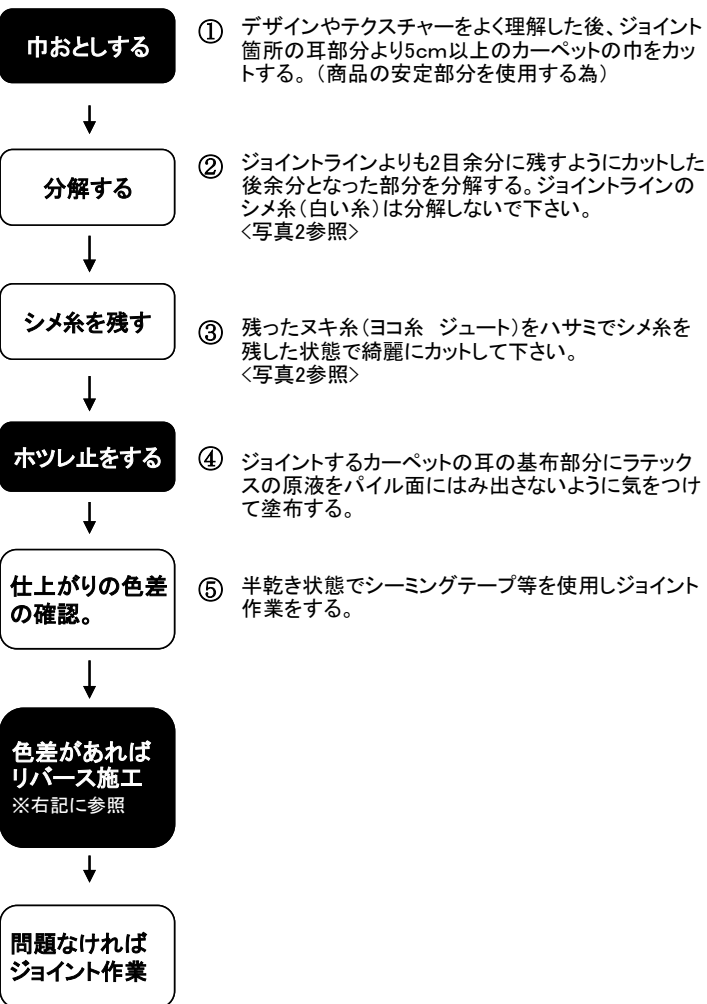 巾おとしする
① デザインやテクスチャーをよく理解した後、ジョイント
箇所の耳部分より5cm以上のカーペットの巾をカッ
トする。（商品の安定部分を使用する為）
分解する
② ジョイントラインよりも2目余分に残すようにカットした
後余分となった部分を分解する。ジョイントラインの
シメ糸（白い糸）は分解しないで下さい。
<写真2参照>
シメ糸を残す
③ 残ったヌキ糸（ヨコ糸　ジュート）をハサミでシメ糸を
残した状態で綺麗にカットして下さい。
<写真2参照>
ホツレ止をする
④ ジョイントするカーペットの耳の基布部分にラテック
スの原液をパイル面にはみ出さないように気をつけ
て塗布する。
仕上がりの色差
の確認。
⑤ 半乾き状態でシーミングテープ等を使用しジョイント
作業をする。
色差があれば
リバース施工
※右記に参照
問題なければ
ジョイント作業